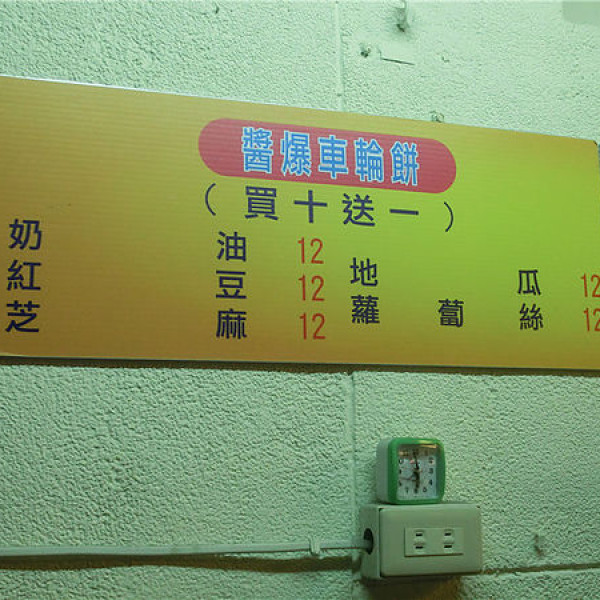 醬爆車輪餅
（買十送一）
奶油 12
紅豆 12 地瓜 12
芝麻 12 蘿蔔絲 12